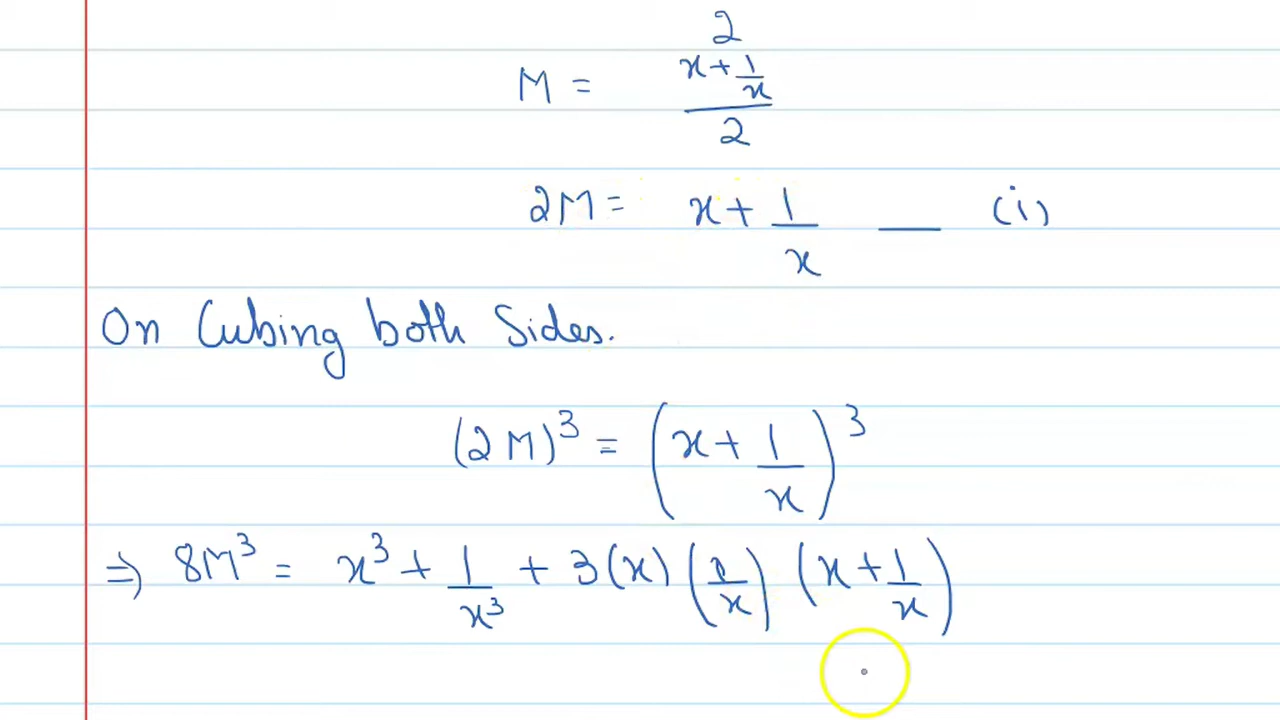 2
M = (x + 1/x)/2
2M = x + 1/x — (i)
On Cubing both Sides.
(2M)³ = (x + 1/x)³
⇒ 8M³ = x³ + 1/x³ + 3(x)(1/x)(x + 1/x)